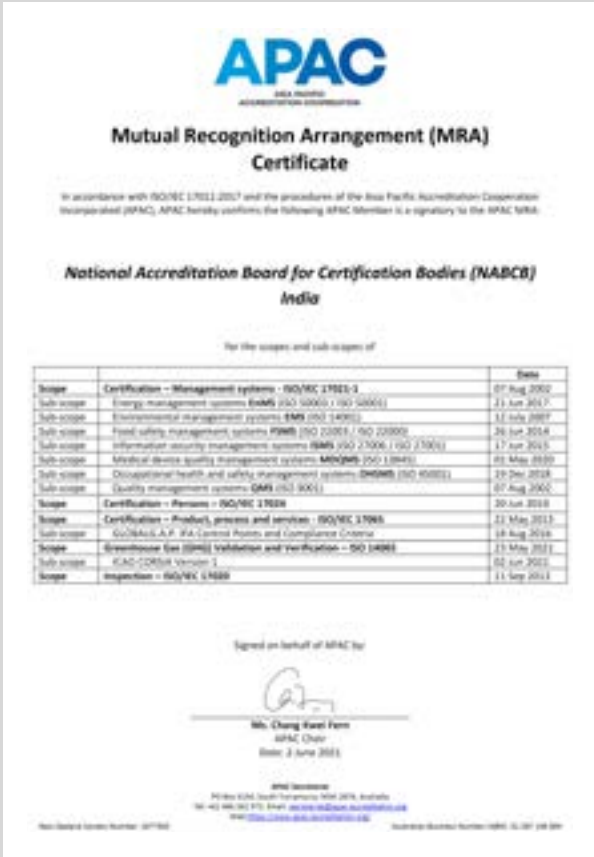 APAC
ASIA PACIFIC
ACCREDITATION COOPERATION
Mutual Recognition Arrangement (MRA)
Certificate
In accordance with ISO/IEC 17011:2017 and the procedures of the Asia Pacific Accreditation Cooperation
Incorporated (APAC), APAC hereby confirms the following APAC Member is a signatory to the APAC MRA:
National Accreditation Board for Certification Bodies (NABCB)
India
for the scopes and sub-scopes of
Date
Scope Certification – Management systems - ISO/IEC 17021-1 07 Aug 2002
Sub-scope Energy management systems EnMS (ISO 50003 / ISO 50001) 21 Jun 2017
Sub-scope Environmental management systems EMS (ISO 14001) 12 July 2007
Sub-scope Food safety management systems FSMS (ISO 22003 / ISO 22000) 26 Jun 2014
Sub-scope Information security management systems ISMS (ISO 27006 / ISO 27001) 17 Jun 2015
Sub-scope Medical device quality management systems MDQMS (ISO 13485) 01 May 2020
Sub-scope Occupational health and safety management systems OHSMS (ISO 45001) 19 Dec 2018
Sub-scope Quality management systems QMS (ISO 9001) 07 Aug 2002
Scope Certification – Persons – ISO/IEC 17024
Scope Certification – Product, process and services - ISO/IEC 17065 22 May 2013
Sub-scope GLOBALG.A.P. IFA Control Points and Compliance Criteria 18 Aug 2016
Scope Greenhouse Gas (GHG) Validation and Verification – ISO 14065 23 May 2021
Sub-scope ICAO CORSIA Version 1 02 Jun 2021
Scope Inspection – ISO/IEC 17020 11 Sep 2013
Signed on behalf of APAC by:
Ms. Chang Kwei Fern
APAC Chair
Date: 2 June 2021
APAC Secretariat